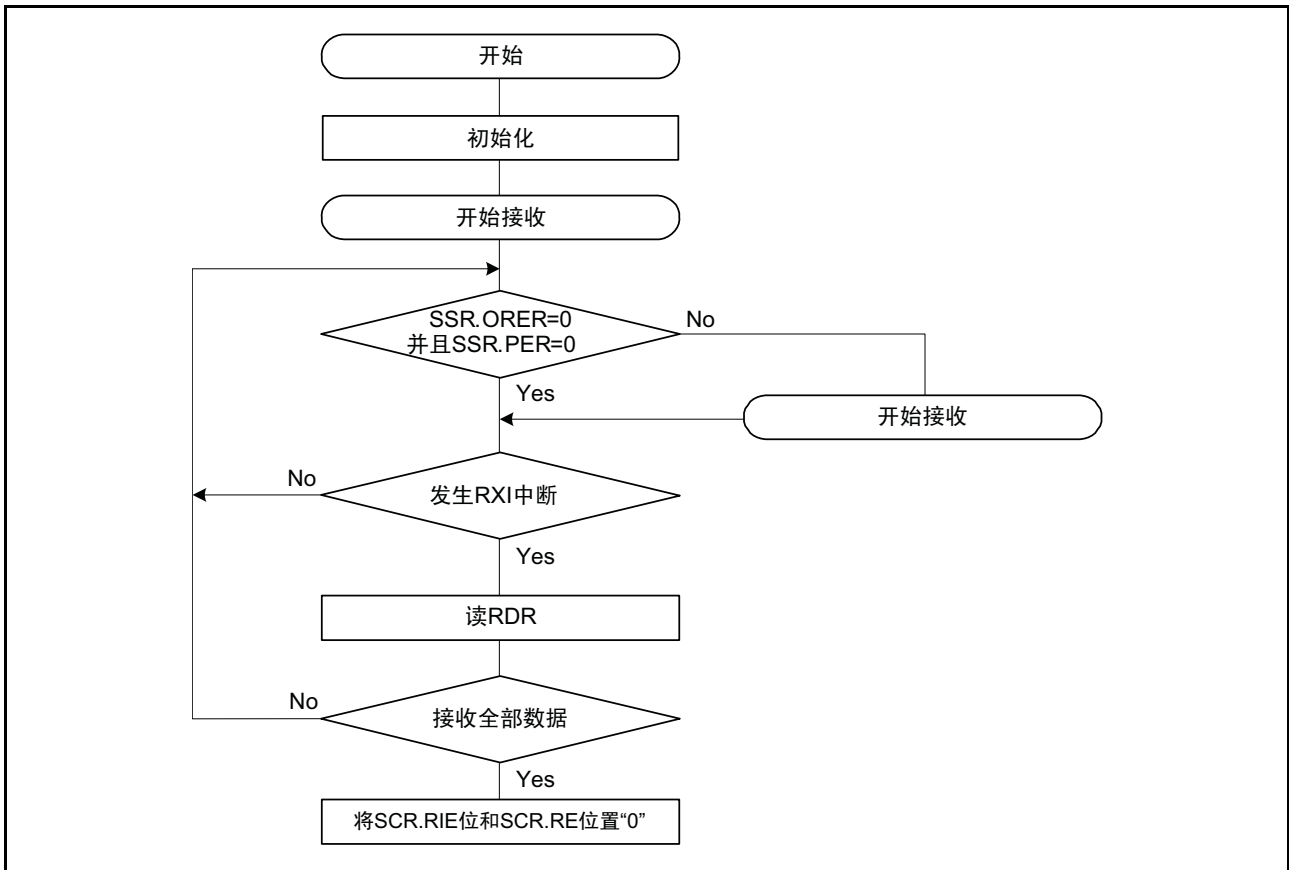 开始
初始化
开始接收
SSR.ORER=0
并且SSR.PER=0
No
Yes
开始接收
No
发生RXI中断
Yes
读RDR
No
接收全部数据
Yes
将SCR.RIE位和SCR.RE位置“0”